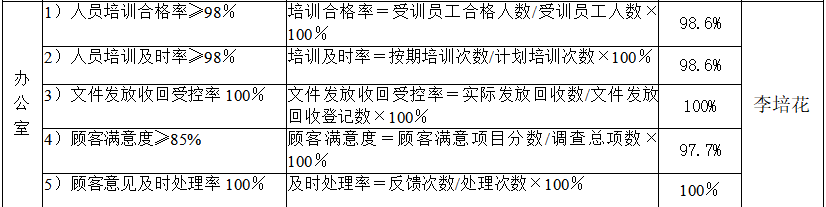 办公室
1）人员培训合格率≥98%
培训合格率＝受训员工合格人数/受训员工人数×
100%
98.6%
2）人员培训及时率≥98%
培训及时率＝按期培训次数/计划培训次数×100%
98.6%
3）文件发放收回受控率 100%
文件发放收回受控率＝实际发放回收数/文件发放
回收登记数×100%
100%
4）顾客满意度≥85%
顾客满意度＝顾客满意项目分数/调查总项数×
100%
97.7%
5）顾客意见及时处理率 100%
及时处理率＝反馈次数/处理次数×100%
100%
李培花